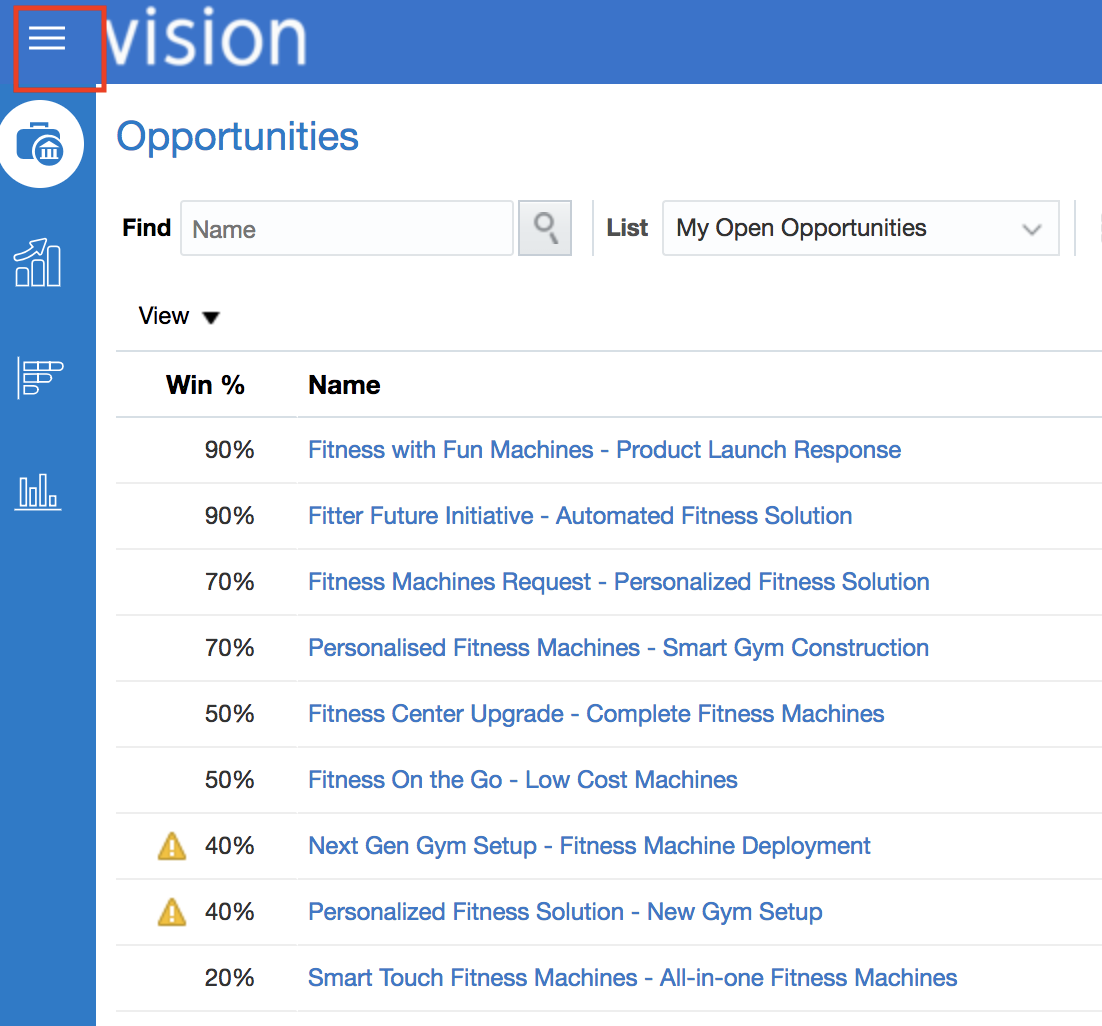 vision
Opportunities
Find Name List My Open Opportunities
View
Win % Name
90% Fitness with Fun Machines - Product Launch Response
90% Fitter Future Initiative - Automated Fitness Solution
70% Fitness Machines Request - Personalized Fitness Solution
70% Personalised Fitness Machines - Smart Gym Construction
50% Fitness Center Upgrade - Complete Fitness Machines
50% Fitness On the Go - Low Cost Machines
40% Next Gen Gym Setup - Fitness Machine Deployment
40% Personalized Fitness Solution - New Gym Setup
20% Smart Touch Fitness Machines - All-in-one Fitness Machines